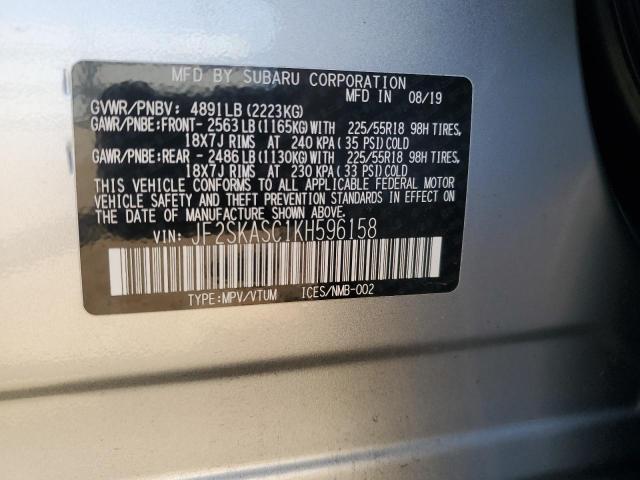 MFD BY SUBARU CORPORATION
MFD IN 08/19
GVWR/PNBV: 4891LB (2223KG)
GAWR/PNBE:FRONT- 2563LB(1165KG)WITH 225/55R18 98H TIRES,
18X7J RIMS AT 240 KPA( 35 PSI)COLD
GAWR/PNBE:REAR - 2486LB(1130KG)WITH 225/55R18 98H TIRES,
18X7J RIMS AT 230 KPA( 33 PSI)COLD
THIS VEHICLE CONFORMS TO ALL APPLICABLE FEDERAL MOTOR
VEHICLE SAFETY AND THEFT PREVENTION STANDARDS IN EFFECT ON
THE DATE OF MANUFACTURE SHOWN ABOVE.
VIN: JF2SKASC1KH596158
TYPE:MPV/VTUM ICES/NMB-002